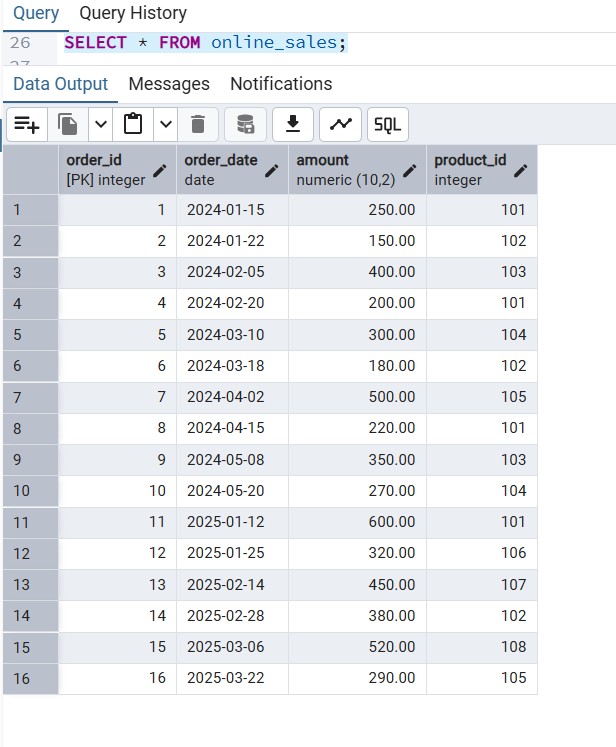 Query Query History
26 SELECT * FROM online_sales;
Data Output Messages Notifications
SQL
order_id order_date amount product_id
[PK] integer date numeric (10,2) integer
1 1 2024-01-15 250.00 101
2 2 2024-01-22 150.00 102
3 3 2024-02-05 400.00 103
4 4 2024-02-20 200.00 101
5 5 2024-03-10 300.00 104
6 6 2024-03-18 180.00 102
7 7 2024-04-02 500.00 105
8 8 2024-04-15 220.00 101
9 9 2024-05-08 350.00 103
10 10 2024-05-20 270.00 104
11 11 2025-01-12 600.00 101
12 12 2025-01-25 320.00 106
13 13 2025-02-14 450.00 107
14 14 2025-02-28 380.00 102
15 15 2025-03-06 520.00 108
16 16 2025-03-22 290.00 105